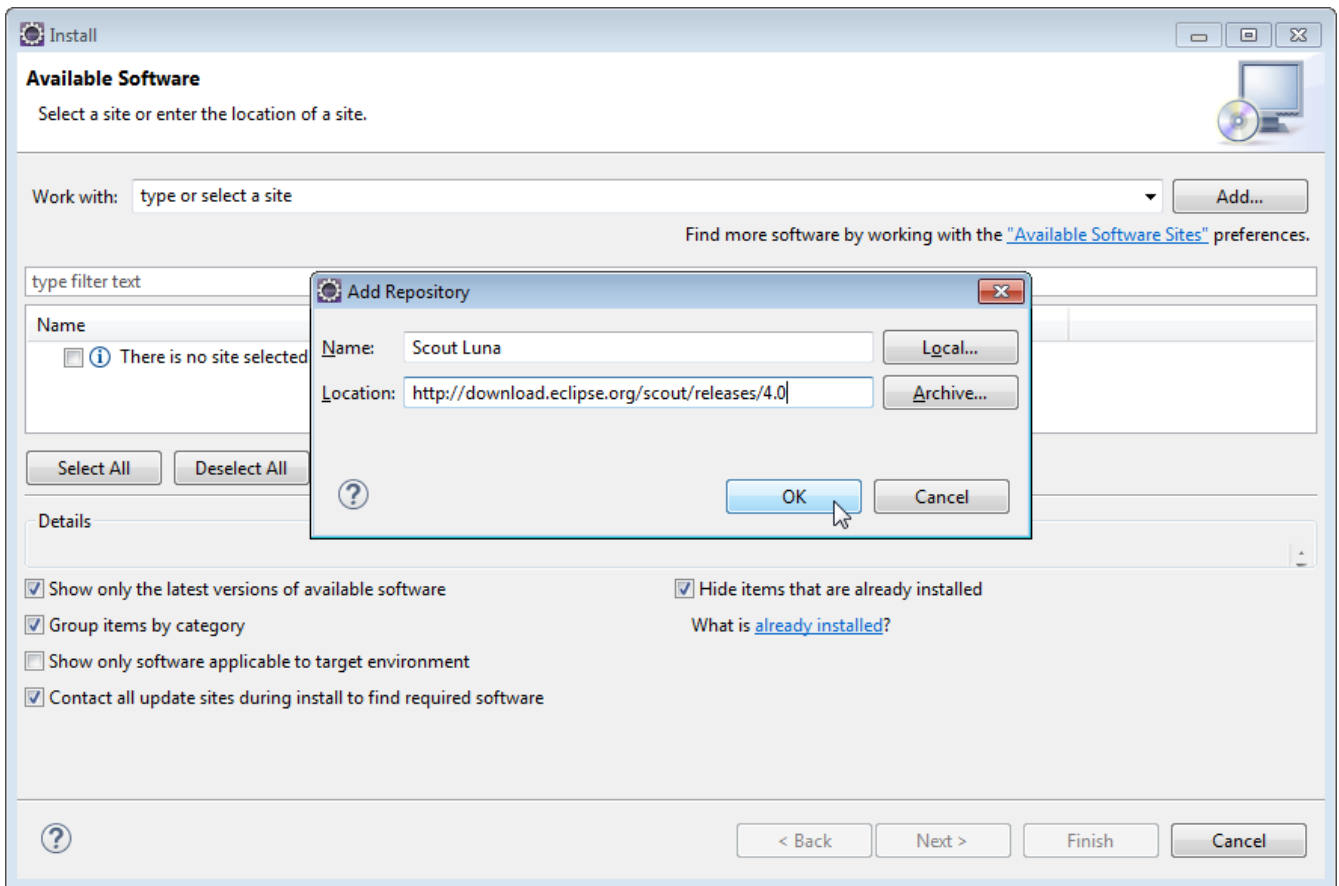 Install
Available Software
Select a site or enter the location of a site.
Work with: type or select a site Add...
Find more software by working with the "Available Software Sites" preferences.
type filter text
Name
There is no site selected
Add Repository
Name: Scout Luna Local...
Location: http://download.eclipse.org/scout/releases/4.0 Archive...
OK Cancel
Select All Deselect All
Details
Show only the latest versions of available software Hide items that are already installed
Group items by category What is already installed?
Show only software applicable to target environment
Contact all update sites during install to find required software
< Back Next > Finish Cancel